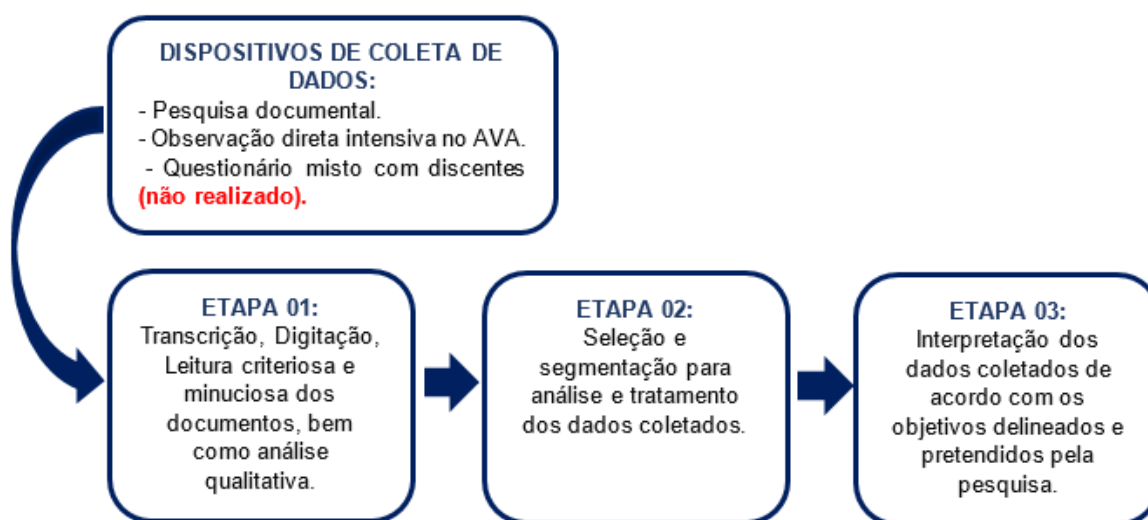 DISPOSITIVOS DE COLETA DE
DADOS:
- Pesquisa documental.
- Observação direta intensiva no AVA.
- Questionário misto com discentes
(não realizado).
ETAPA 01:
Transcrição, Digitação,
Leitura criteriosa e
minuciosa dos
documentos, bem
como análise
qualitativa.
ETAPA 02:
Seleção e
segmentação para
análise e tratamento
dos dados coletados.
ETAPA 03:
Interpretação dos
dados coletados de
acordo com os
objetivos delineados e
pretendidos pela
pesquisa.